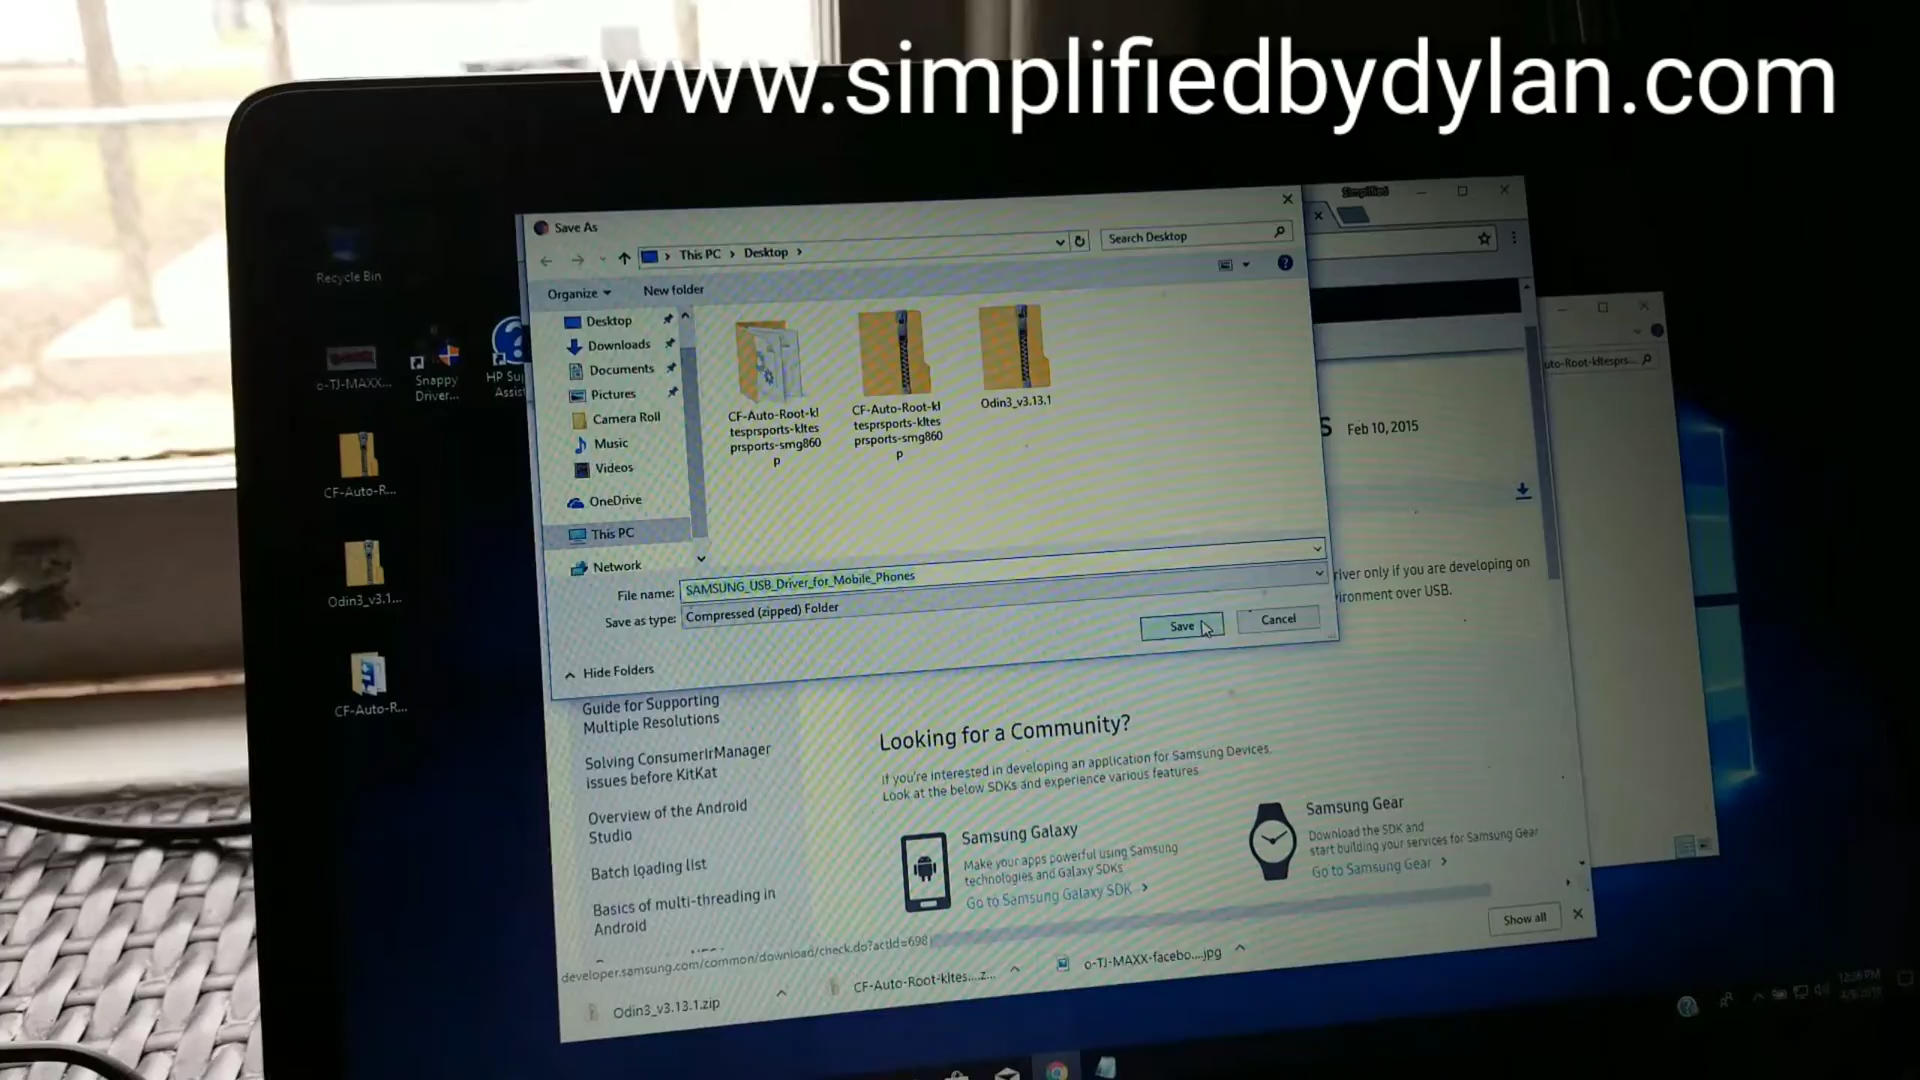 www.simplifiedbydylan.com
Simplified
Save As
This PC
Desktop
Search Desktop
Organize
New folder
Recycle Bin
Desktop
Downloads
Documents
Pictures
Camera Roll
Music
Videos
OneDrive
This PC
Network
CF-Auto-Root-kl
tesprsports-kltes
prsports-smg860
p
CF-Auto-Root-kl
tesprsports-kltes
prsports-smg860
p
Odin3_v3.13.1
o-TJ-MAXX...
Snappy
Driver...
HP Su
Assis
CF-Auto-R...
Odin3_v3.1...
CF-Auto-R...
uto-Root-kltesprs...
S
Feb 10, 2015
File name:
SAMSUNG_USB_Driver_for_Mobile_Phones
Save as type:
Compressed (zipped) Folder
Save
Cancel
Hide Folders
river only if you are developing on
ironment over USB.
Guide for Supporting
Multiple Resolutions
Solving ConsumerIrManager
issues before KitKat
Overview of the Android
Studio
Batch loading list
Basics of multi-threading in
Android
Looking for a Community?
If you're interested in developing an application for Samsung Devices,
Look at the below SDKs and experience various features
Samsung Galaxy
Make your apps powerful using Samsung
technologies and Galaxy SDKs
Go to Samsung Galaxy SDK
Samsung Gear
Download the SDK and
start building your services for Samsung Gear
Go to Samsung Gear
developer.samsung.com/common/download/check.do?actId=698
Odin3_v3.13.1.zip
CF-Auto-Root-kltes....z...
o-TJ-MAXX-facebo....jpg
Show all